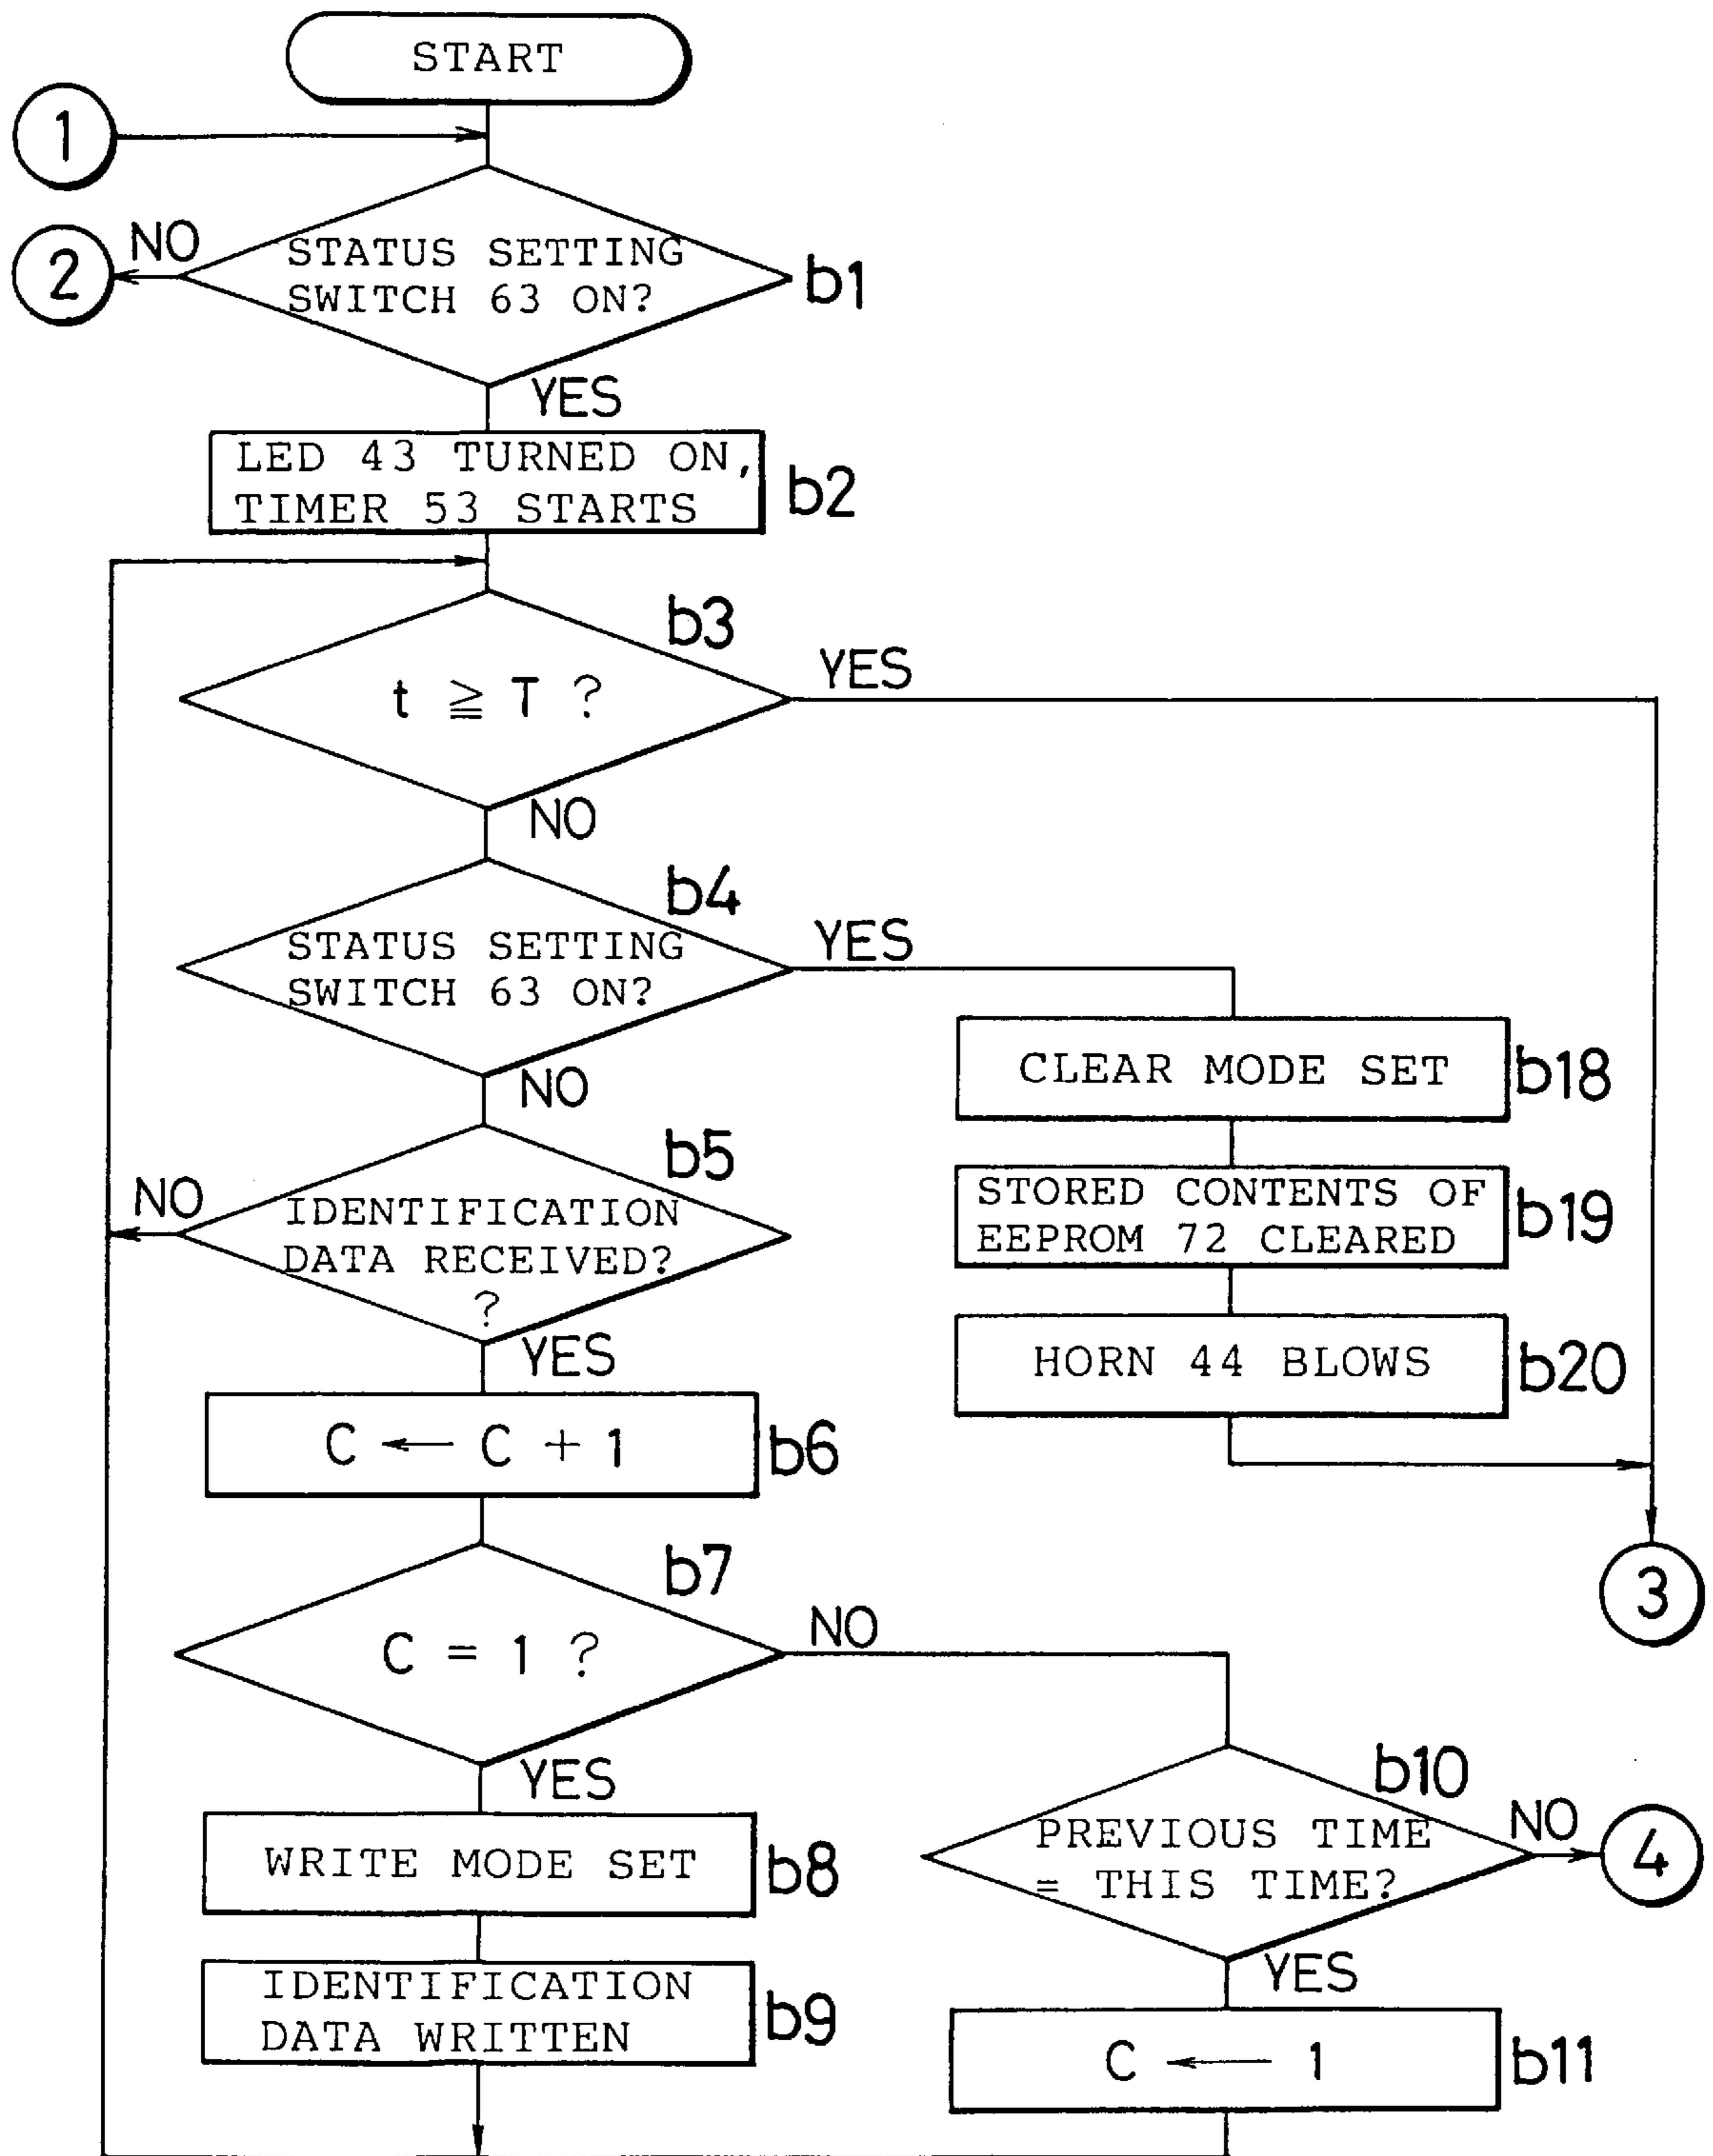 START
1
2
NO
STATUS SETTING
SWITCH 63 ON?
b1
YES
LED 43 TURNED ON,
TIMER 53 STARTS
b2
b3
t ≧ T ?
YES
NO
b4
STATUS SETTING
SWITCH 63 ON?
YES
NO
CLEAR MODE SET
b18
b5
NO
IDENTIFICATION
DATA RECEIVED?
?
YES
STORED CONTENTS OF
EEPROM 72 CLEARED
b19
HORN 44 BLOWS
b20
C ← C + 1
b6
3
b7
C = 1 ?
NO
YES
b10
PREVIOUS TIME
= THIS TIME?
NO
4
YES
WRITE MODE SET
b8
IDENTIFICATION
DATA WRITTEN
b9
C ← 1
b11